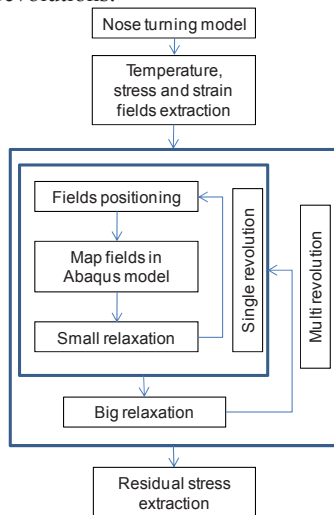 revolutions.
Nose turning model
Temperature,
stress and strain
fields extraction
Fields positioning
Map fields in
Abaqus model
Small relaxation
Single revolution
Multi revolution
Big relaxation
Residual stress
extraction